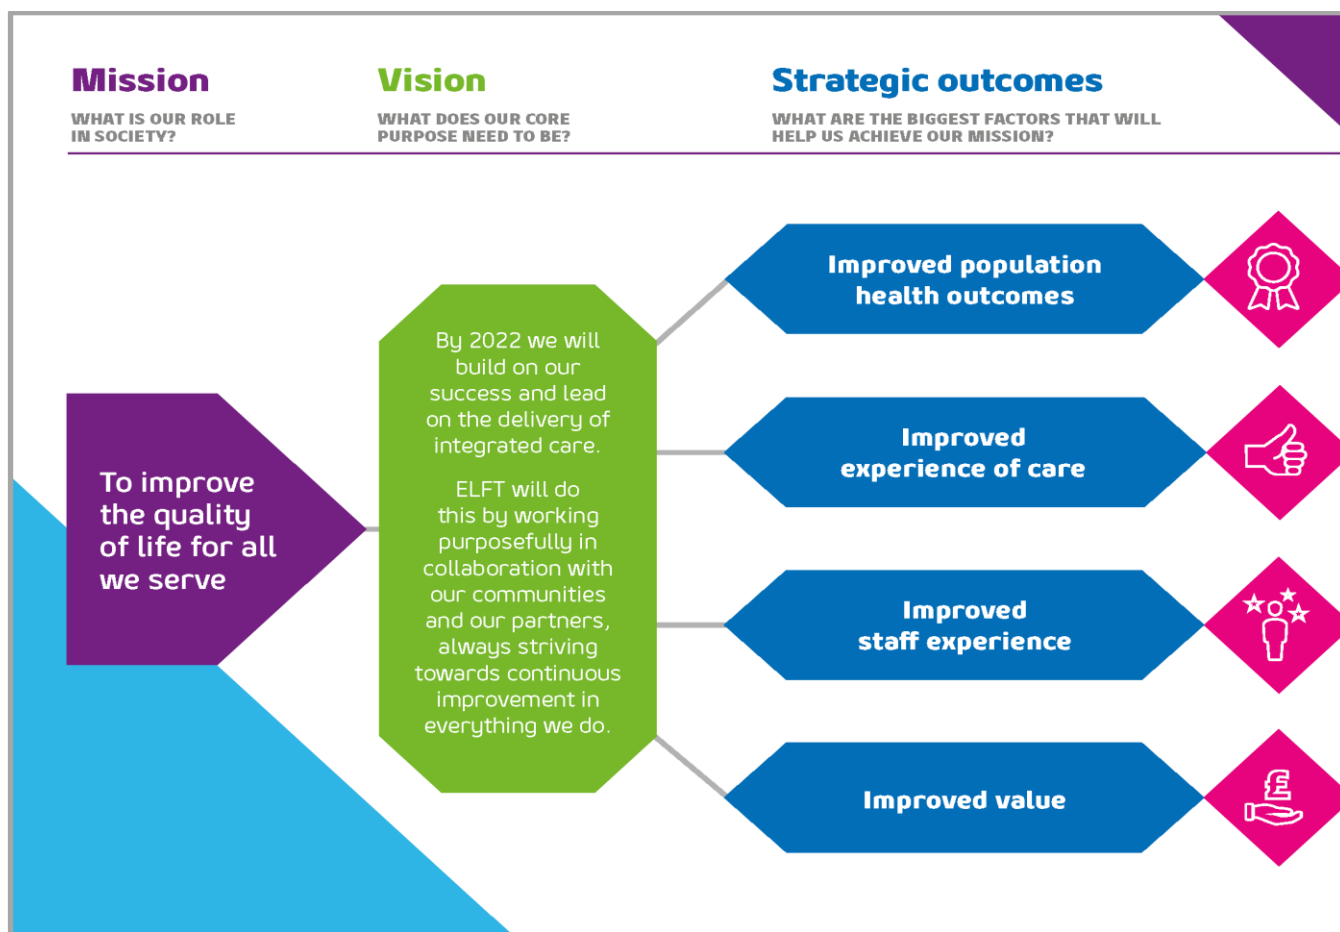 Mission
WHAT IS OUR ROLE
IN SOCIETY?
Vision
WHAT DOES OUR CORE
PURPOSE NEED TO BE?
Strategic outcomes
WHAT ARE THE BIGGEST FACTORS THAT WILL
HELP US ACHIEVE OUR MISSION?
To improve
the quality
of life for all
we serve
By 2022 we will
build on our
success and lead
on the delivery of
integrated care.
ELFT will do
this by working
purposefully in
collaboration with
our communities
and our partners,
always striving
towards continuous
improvement in
everything we do.
Improved population
health outcomes
Improved
experience of care
Improved
staff experience
Improved value
£